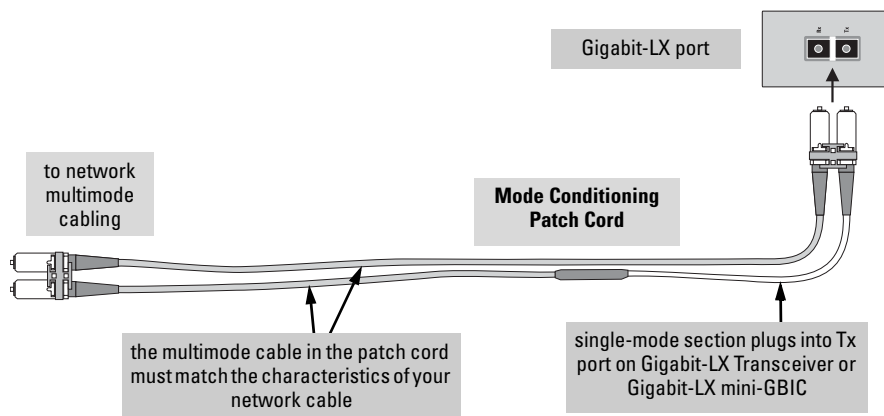 Gigabit-LX port
Rx
Tx
to network
multimode
cabling
Mode Conditioning
Patch Cord
the multimode cable in the patch cord
must match the characteristics of your
network cable
single-mode section plugs into Tx
port on Gigabit-LX Transceiver or
Gigabit-LX mini-GBIC